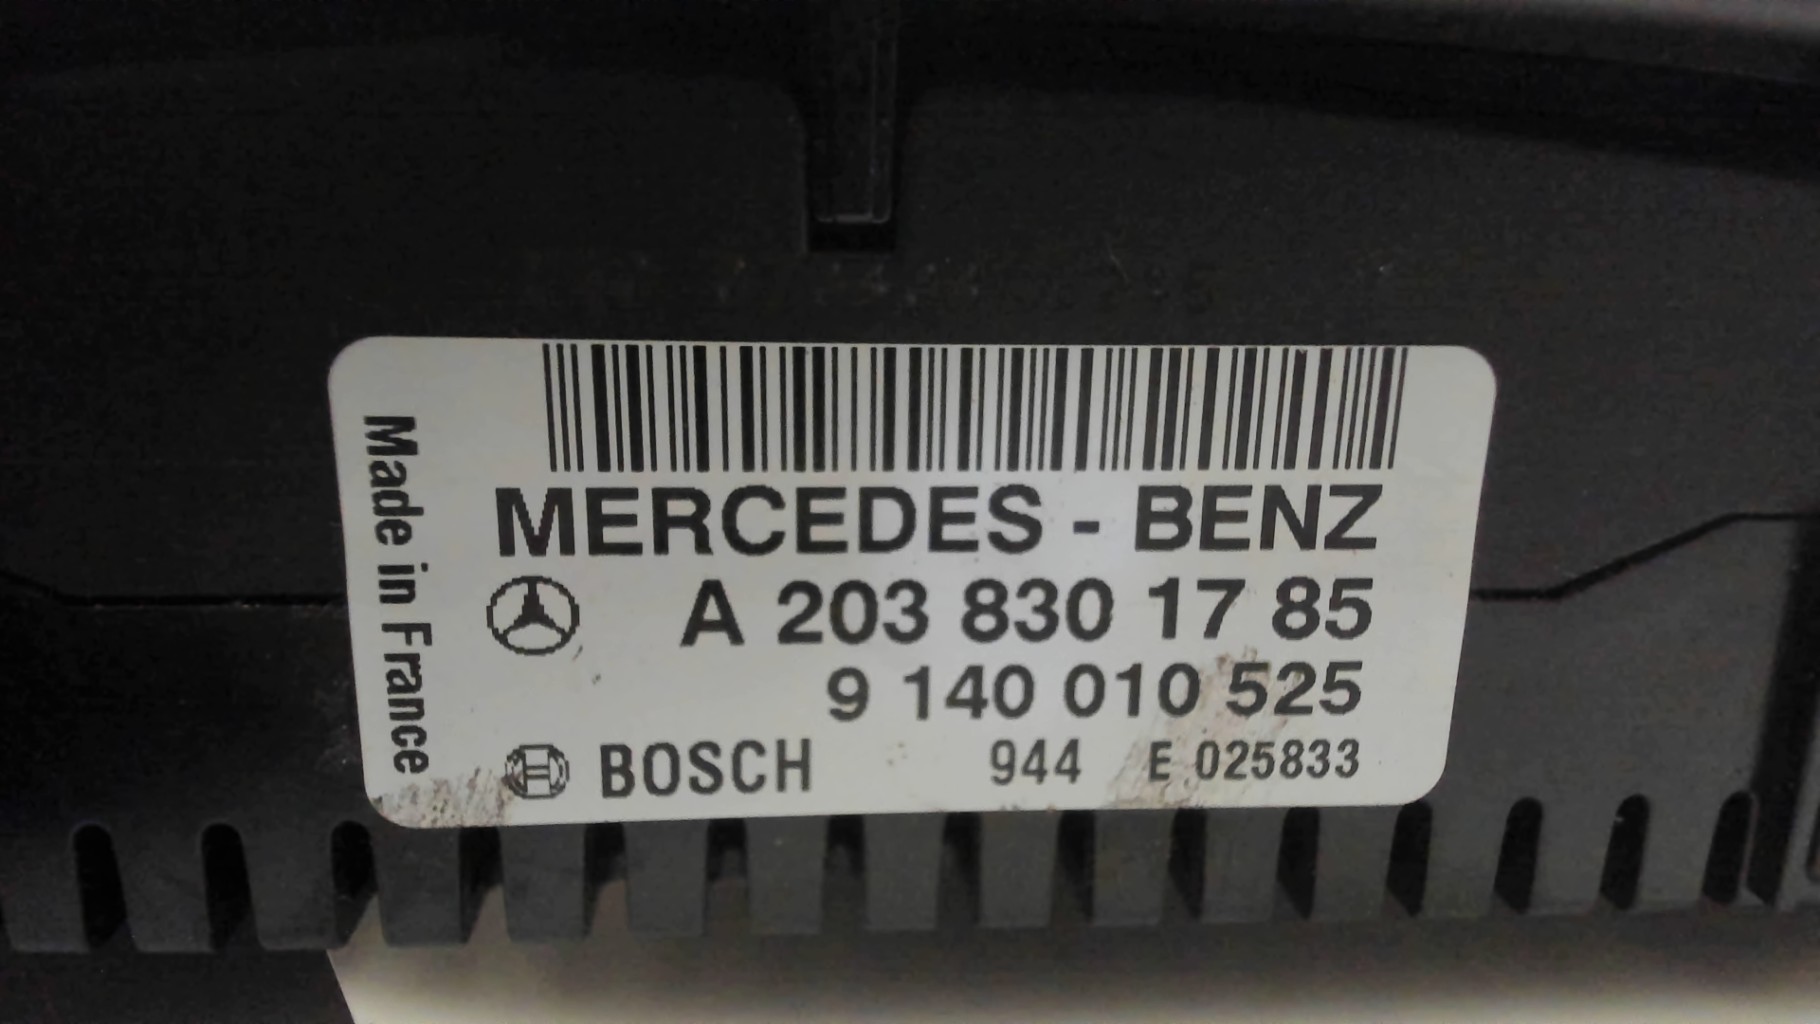 MERCEDES - BENZ
A 203 830 17 85
9 140 010 525
BOSCH 944 E 025833
Made in France